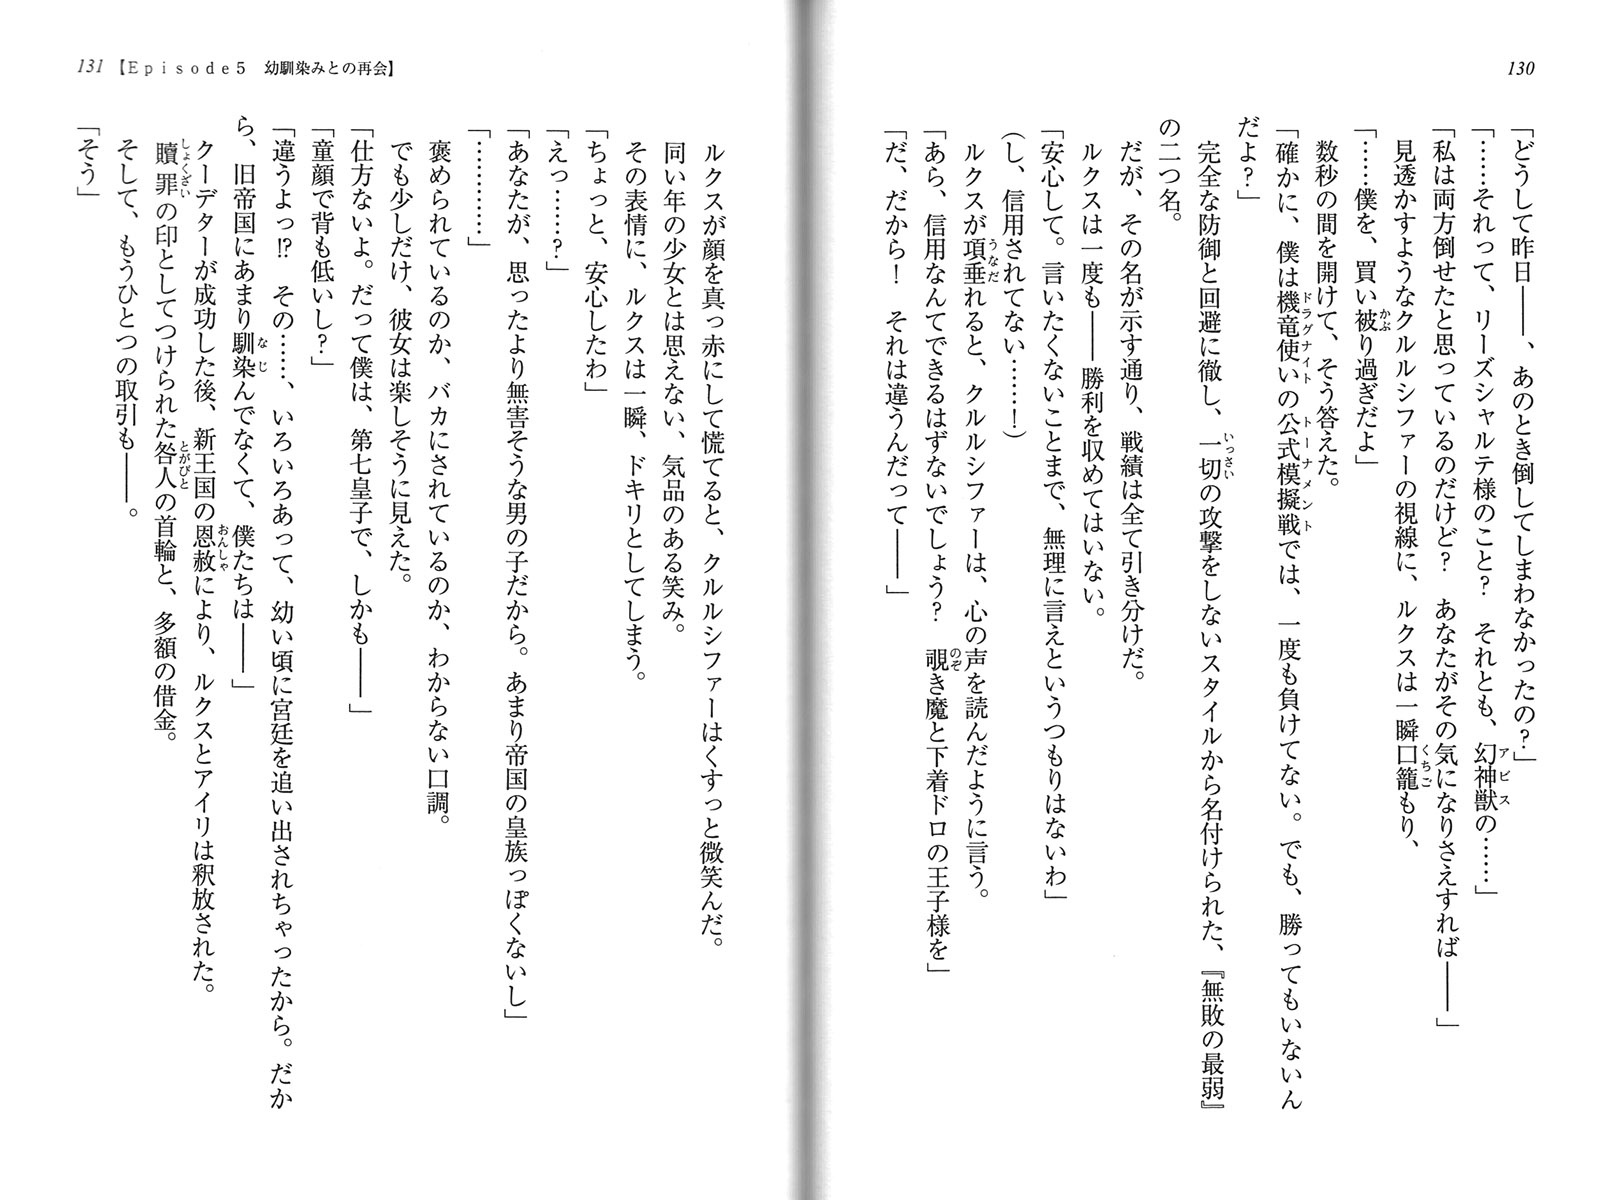 130
「どうして昨日――、あのとき倒してしまわなかったの？」
「……それって、リーズシャルテ様のこと？　それとも、幻神獣の……」
「私は両方倒せたと思っているのだけど？　あなたがその気になりさえすれば――」
見透かすようなクルルシファーの視線に、ルクスは一瞬口籠もり、
「……僕を、買い被り過ぎだよ」
数秒の間を開けて、そう答えた。
「確かに、僕は機竜使いの公式模擬戦では、一度も負けてない。でも、勝ってもいないん
だよ？」
完全な防御と回避に徹し、一切の攻撃をしないスタイルから名付けられた、『無敗の最弱』
の二つ名。
だが、その名が示す通り、戦績は全て引き分けだ。
ルクスは一度も――勝利を収めてはいない。
「安心して。言いたくないことまで、無理に言えというつもりはないわ」
（し、信用されてない……！）
ルクスが項垂れると、クルルシファーは、心の声を読んだように言う。
「あら、信用なんてできるはずないでしょう？　覗き魔と下着ドロの王子様を」
「だ、だから！　それは違うんだって――」
131【Episode5　幼馴染みとの再会】
ルクスが顔を真っ赤にして慌てると、クルルシファーはくすっと微笑んだ。
同い年の少女とは思えない、気品のある笑み。
その表情に、ルクスは一瞬、ドキリとしてしまう。
「ちょっと、安心したわ」
「えっ……？」
「あなたが、思ったより無害そうな男の子だから。あまり帝国の皇族っぽくないし」
「…………」
褒められているのか、バカにされているのか、わからない口調。
でも少しだけ、彼女は楽しそうに見えた。
「仕方ないよ。だって僕は、第七皇子で、しかも――」
「童顔で背も低いし？」
「違うよっ!?　その……、いろいろあって、幼い頃に宮廷を追い出されちゃったから。だか
ら、旧帝国にあまり馴染んでなくて、僕たちは――」
クーデターが成功した後、新王国の恩赦により、ルクスとアイリは釈放された。
贖罪の印としてつけられた咎人の首輪と、多額の借金。
そして、もうひとつの取引も――。
「そう」